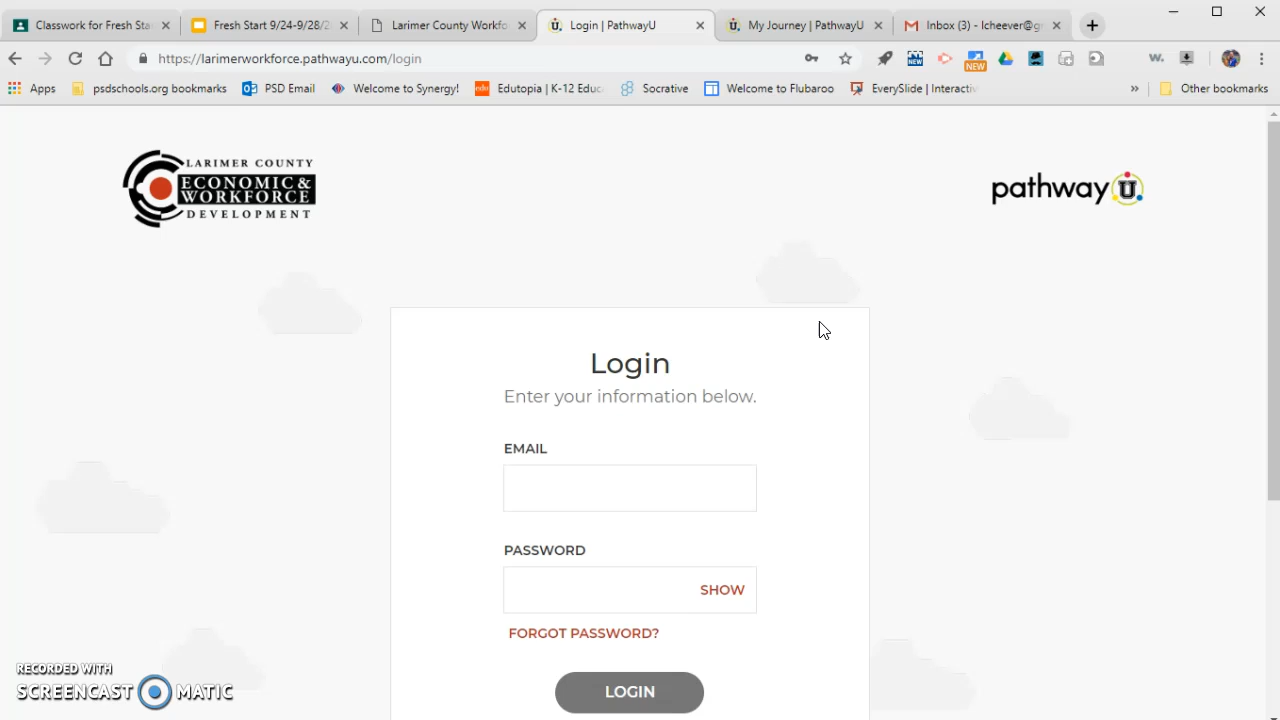 Classwork for Fresh Sta
Fresh Start 9/24-9/28/2
Larimer County Workfo
Login | PathwayU
My Journey | PathwayU
Inbox (3) - lcheever@g
https://larimerworkforce.pathwayu.com/login
NEW
NEW
w.
Apps
psdschools.org bookmarks
PSD Email
Welcome to Synergy!
Edutopia | K-12 Educ
Socrative
Welcome to Flubaroo
EverySlide | Interactiv
»
Other bookmarks
LARIMER COUNTY
ECONOMIC &
WORKFORCE
DEVELOPMENT
pathway U
Login
Enter your information below.
EMAIL
PASSWORD
SHOW
FORGOT PASSWORD?
LOGIN
RECORDED WITH
SCREENCAST MATIC